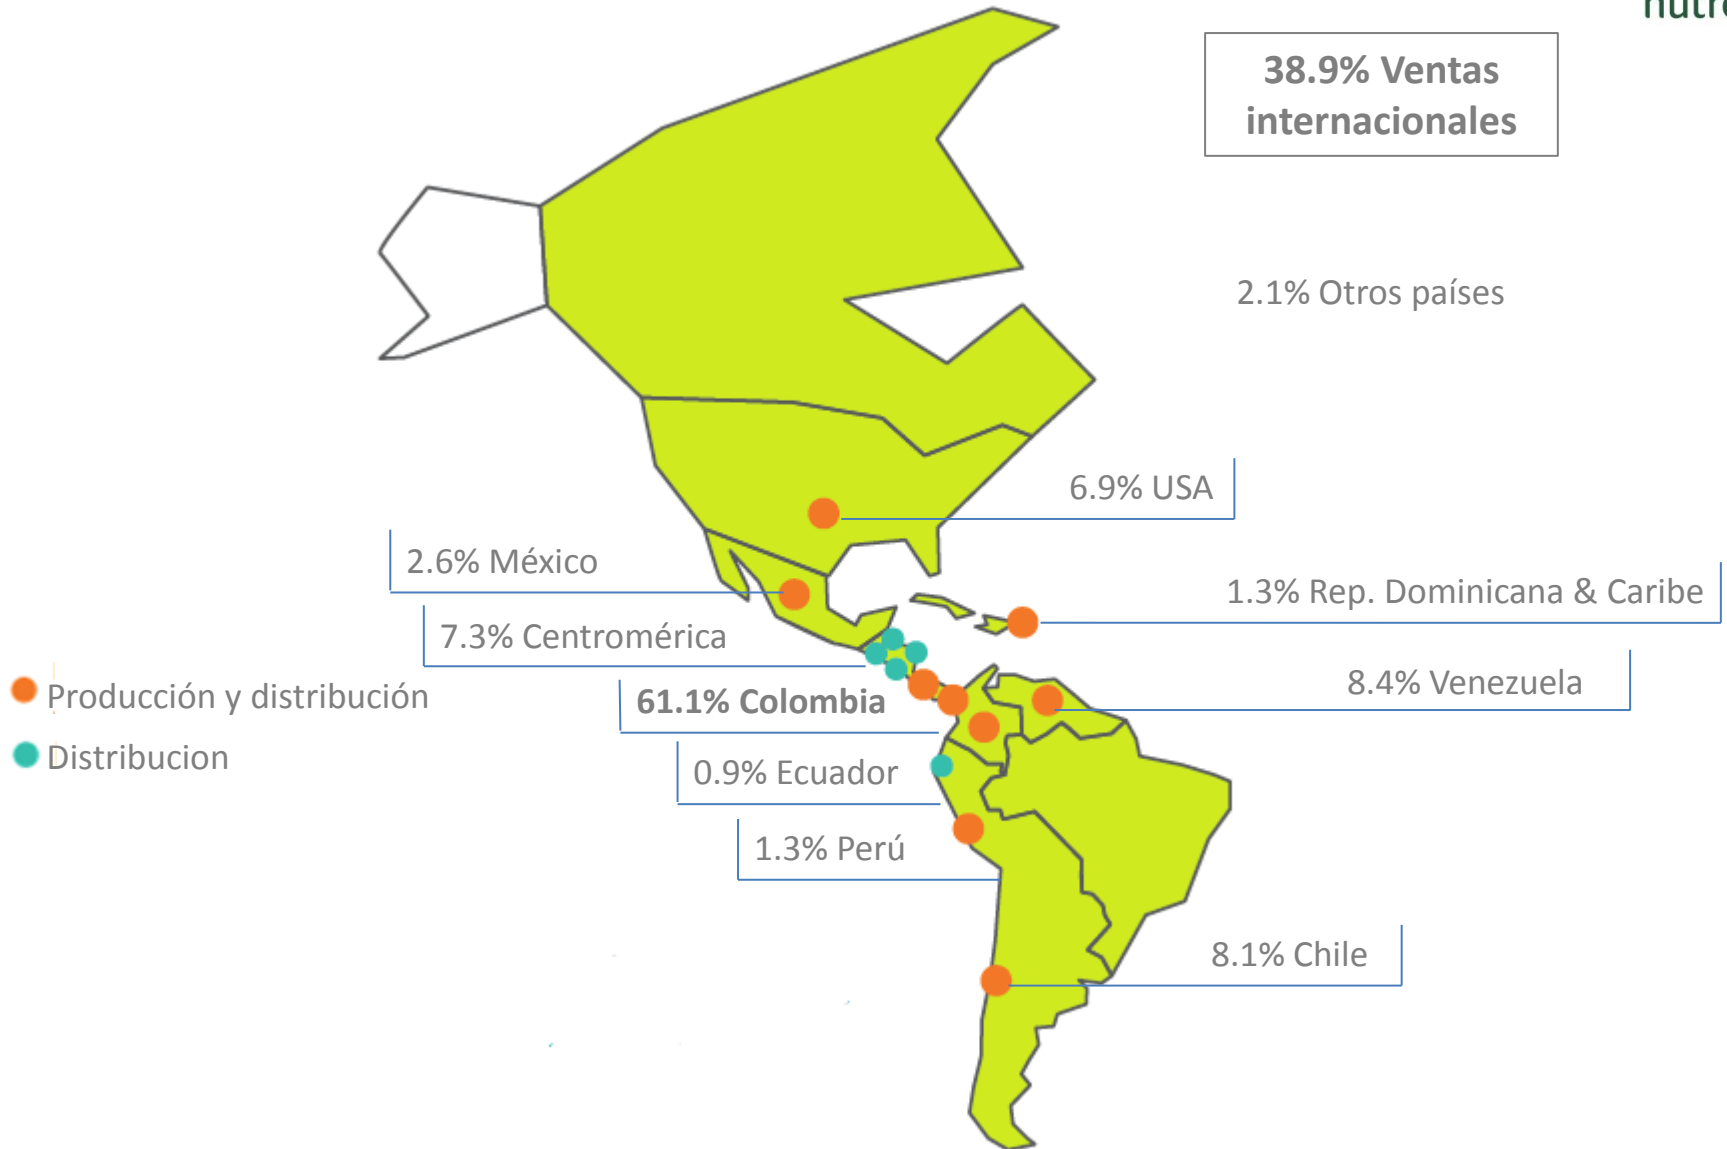 38.9% Ventas
internacionales
2.1% Otros países
6.9% USA
2.6% México
1.3% Rep. Dominicana & Caribe
7.3% Centromérica
8.4% Venezuela
Producción y distribución
61.1% Colombia
Distribucion
0.9% Ecuador
1.3% Perú
8.1% Chile